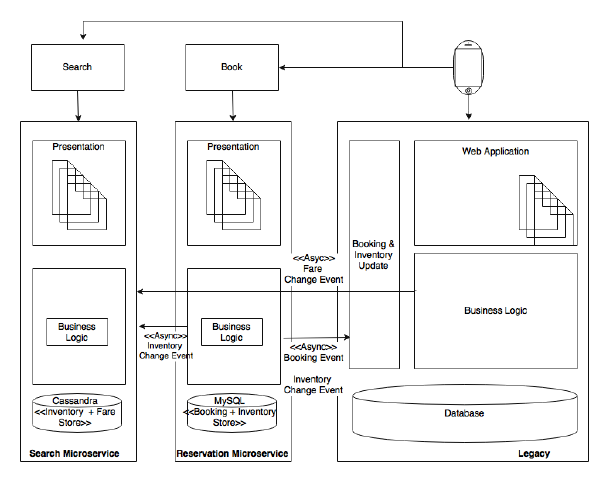 Search
Book
Presentation
Presentation
Web Application
Booking &
Inventory
Update
<<Asyc>>
Fare
Change Event
Business Logic
Business
Logic
<<Async>>
Inventory
Change Event
Business
Logic
<<Async>>
Booking Event
Inventory
Change Event
Cassandra
<<Inventory + Fare
Store>>
MySQL
<<Booking + Inventory
Store>>
Database
Search Microservice
Reservation Microservice
Legacy